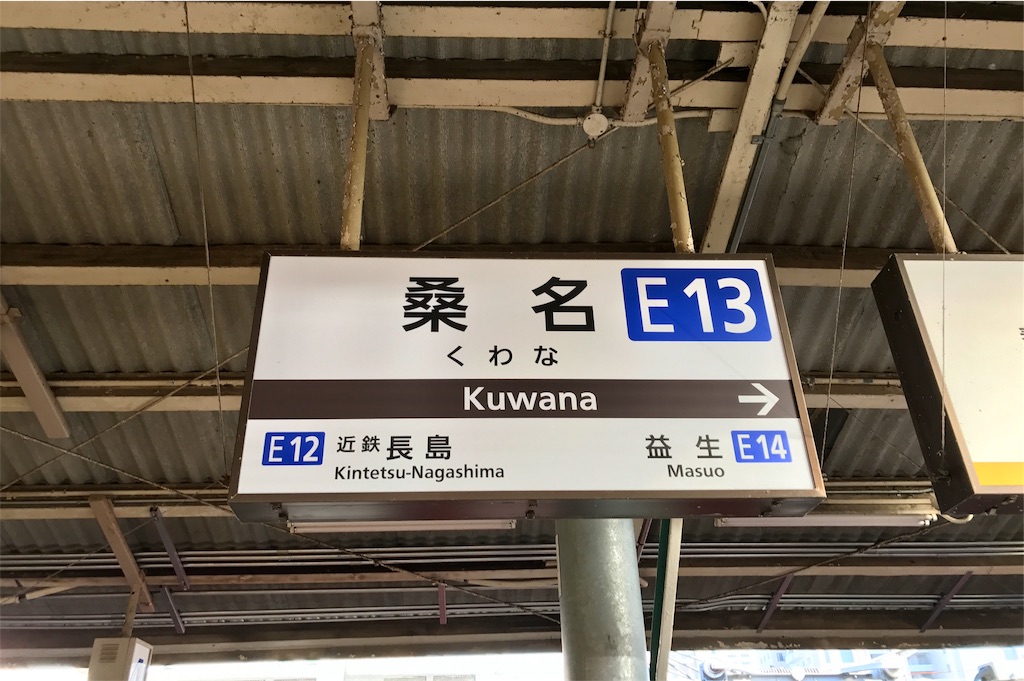 桑名 E13
くわな
Kuwana →
E12 近鉄長島 益生 E14
Kintetsu-Nagashima Masuo